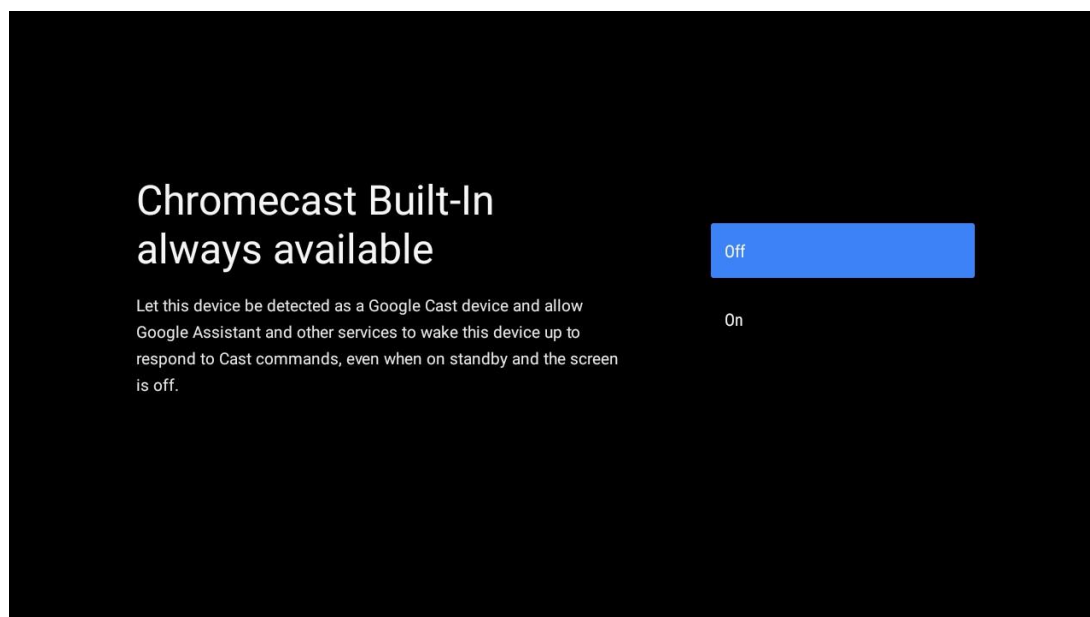 Chromecast Built-In
always available
Let this device be detected as a Google Cast device and allow
Google Assistant and other services to wake this device up to
respond to Cast commands, even when on standby and the screen
is off.
Off
On